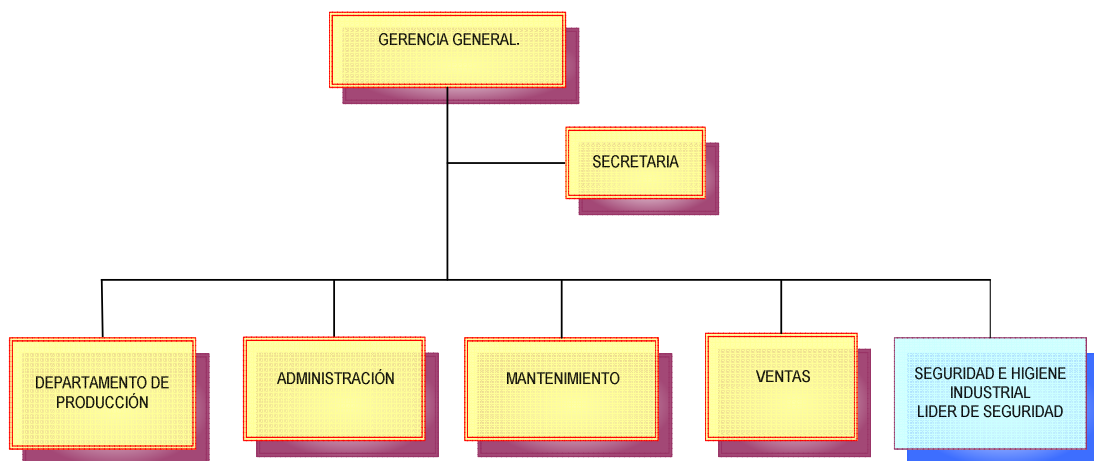 GERENCIA GENERAL.
SECRETARIA
DEPARTAMENTO DE
PRODUCCIÓN
ADMINISTRACIÓN
MANTENIMIENTO
VENTAS
SEGURIDAD E HIGIENE
INDUSTRIAL
LIDER DE SEGURIDAD